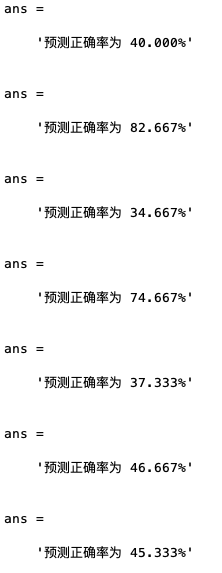 ans =
'预测正确率为 40.000%'
ans =
'预测正确率为 82.667%'
ans =
'预测正确率为 34.667%'
ans =
'预测正确率为 74.667%'
ans =
'预测正确率为 37.333%'
ans =
'预测正确率为 46.667%'
ans =
'预测正确率为 45.333%'